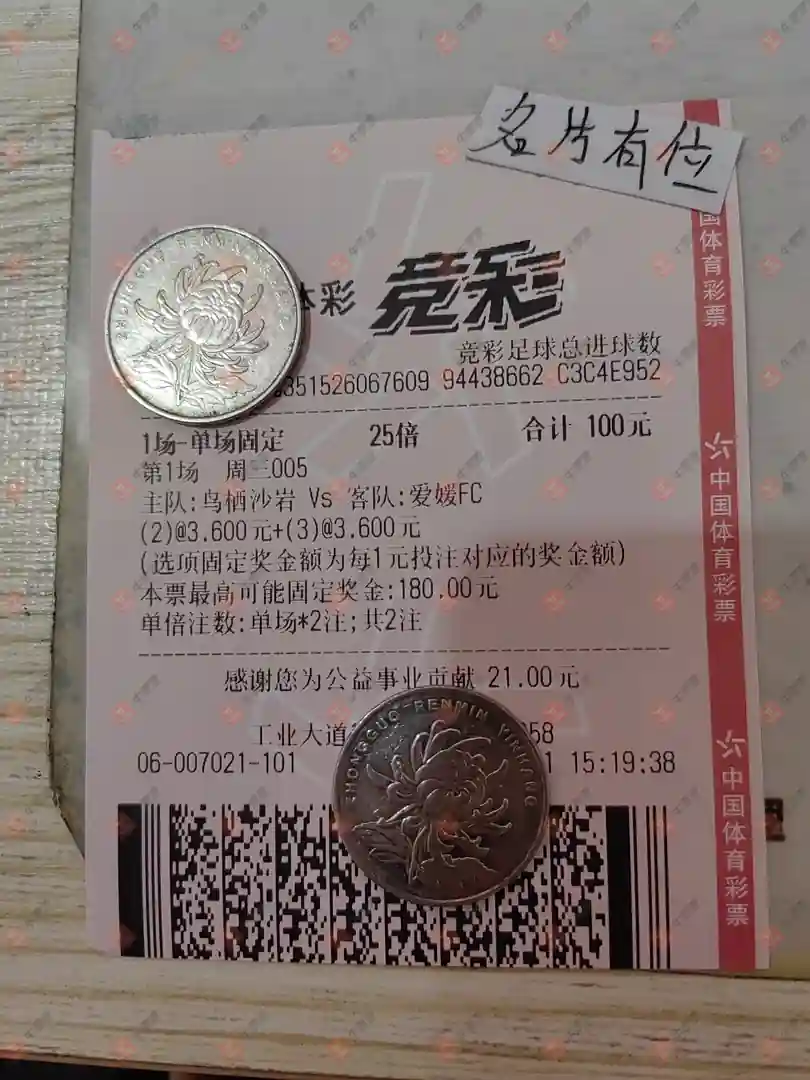 名片有位
体彩 竞彩
竞彩足球总进球数
351526067609 94438662 C3C4E952
1场-单场固定 25倍 合计 100元
第1场 周三005
主队:鸟栖沙岩 Vs 客队:爱媛FC
(2)@3.600元+(3)@3.600元
(选项固定奖金额为每1元投注对应的奖金额)
本票最高可能固定奖金:180.00元
单倍注数:单场*2注;共2注
感谢您为公益事业贡献 21.00元
工业大道 58
06-007021-101 1 15:19:38
国体育彩票
中国体育彩票
中国体育彩票
ZHONGGUO RENMIN YINHANG
ZHONGGUO RENMIN YINHANG